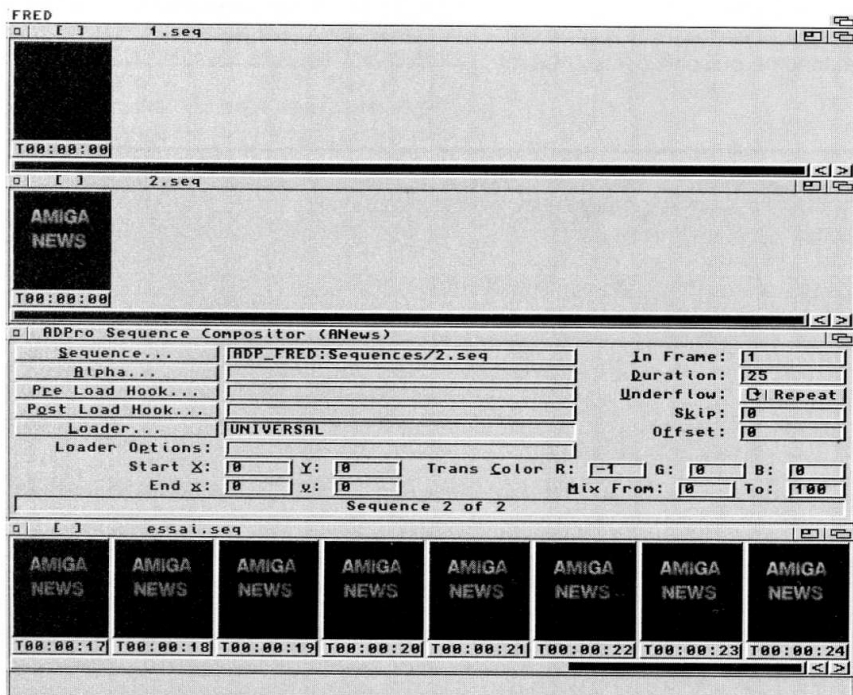 FRED
[ ] 1.seq
T00:00:00
< >
[ ] 2.seq
AMIGA
NEWS
T00:00:00
< >
ADPro Sequence Compositor (ANews)
Sequence... ADP_FRED:Sequences/2.seq In Frame: 1
Alpha... Duration: 25
Pre Load Hook... Underflow: Repeat
Post Load Hook... Skip: 0
Loader... UNIVERSAL Offset: 0
Loader Options:
Start X: 0 Y: 0 Trans Color R: -1 G: 0 B: 0
End x: 0 y: 0 Mix From: 0 To: 100
Sequence 2 of 2
[ ] essai.seq
AMIGA AMIGA AMIGA AMIGA AMIGA AMIGA AMIGA AMIGA
NEWS NEWS NEWS NEWS NEWS NEWS NEWS NEWS
T00:00:17 T00:00:18 T00:00:19 T00:00:20 T00:00:21 T00:00:22 T00:00:23 T00:00:24
< >